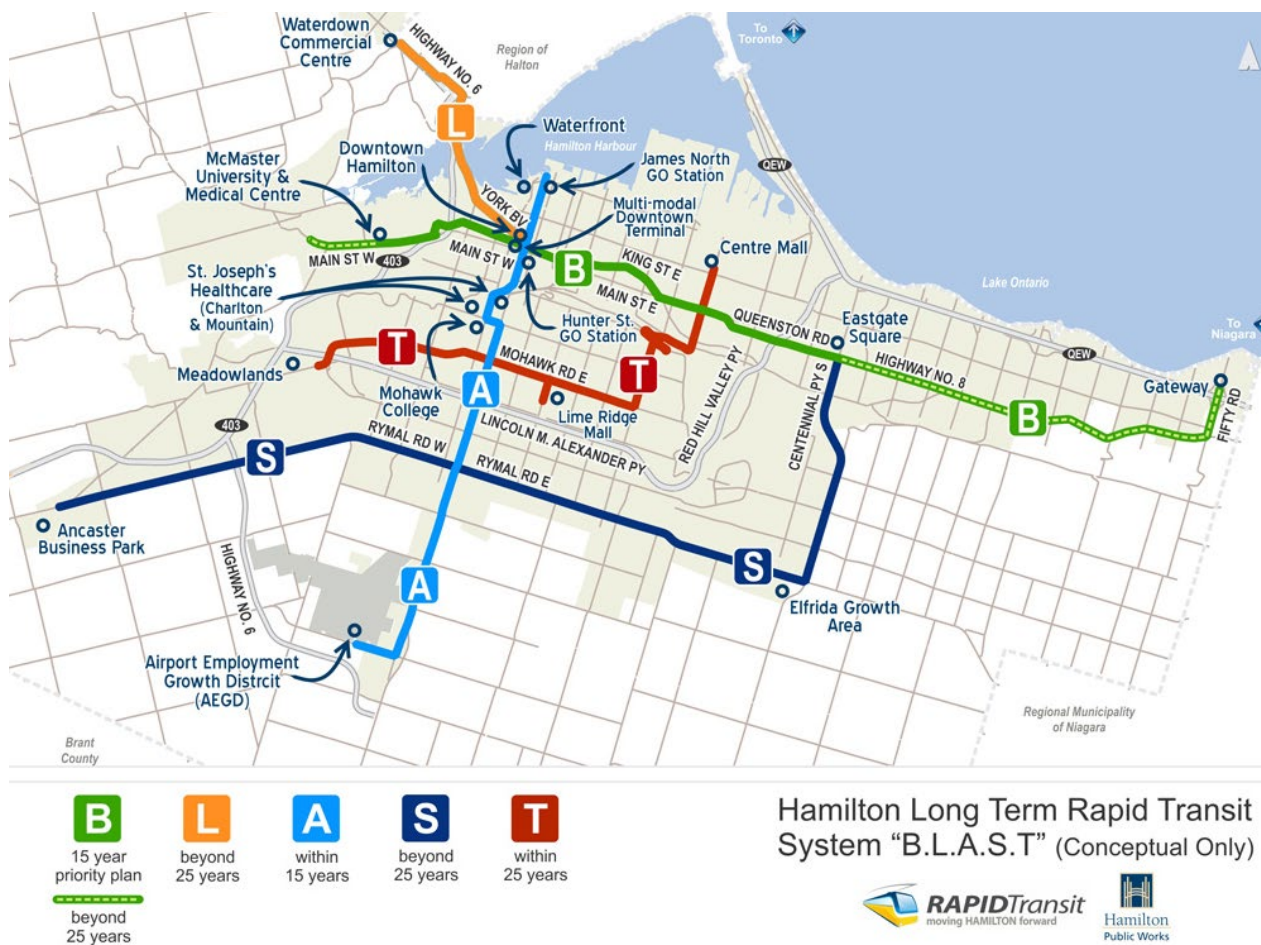 Waterdown
Commercial
Centre
HIGHWAY NO. 6
Region of
Halton
To
Toronto
L
Waterfront
Hamilton Harbour
Downtown
Hamilton
McMaster
University &
Medical Centre
James North
GO Station
QEW
YORK BV
Multi-modal
Downtown
Terminal
Centre Mall
MAIN ST W
403
MAIN ST W
KING ST E
B
Lake Ontario
St. Joseph's
Healthcare
(Charlton
& Mountain)
MAIN ST E
Hunter St.
GO Station
QUEENSTON RD
Eastgate
Square
To
Niagara
QEW
T
Meadowlands
MOHAWK RD E
T
HIGHWAY NO. 8
Gateway
Mohawk
College
A
Lime Ridge
Mall
RED HILL VALLEY PY
CENTENNIAL PY S
B
FIFTY RD
403
LINCOLN M. ALEXANDER PY
RYMAL RD W
S
RYMAL RD E
Ancaster
Business Park
HIGHWAY NO. 6
A
S
Elfrida Growth
Area
Airport Employment
Growth Distrcit
(AEGD)
Regional Municipality
of Niagara
Brant
County
B
15 year
priority plan
beyond
25 years
L
beyond
25 years
A
within
15 years
S
beyond
25 years
T
within
25 years
Hamilton Long Term Rapid Transit
System “B.L.A.S.T” (Conceptual Only)
RAPIDTransit
moving HAMILTON forward
Hamilton
Public Works